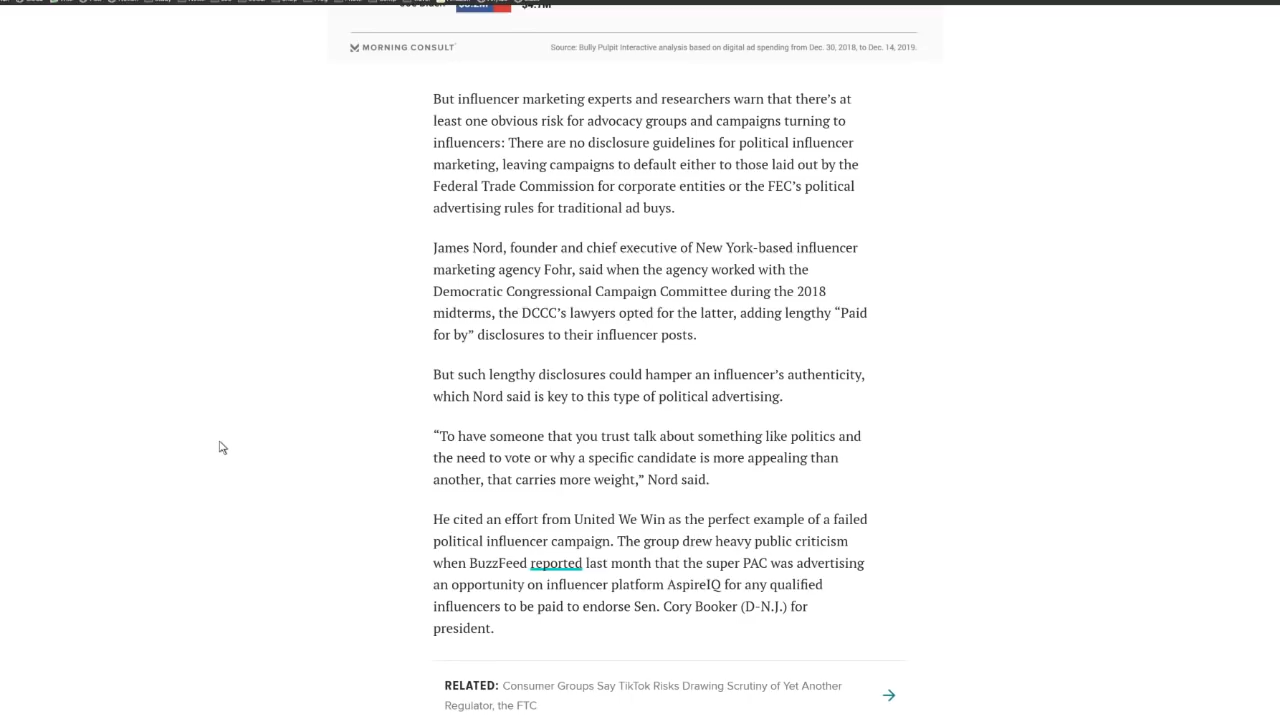 MORNING CONSULT
Source: Bully Pulpit Interactive analysis based on digital ad spending from Dec. 30, 2018, to Dec. 14, 2019.
But influencer marketing experts and researchers warn that there’s at
least one obvious risk for advocacy groups and campaigns turning to
influencers: There are no disclosure guidelines for political influencer
marketing, leaving campaigns to default either to those laid out by the
Federal Trade Commission for corporate entities or the FEC’s political
advertising rules for traditional ad buys.
James Nord, founder and chief executive of New York-based influencer
marketing agency Fohr, said when the agency worked with the
Democratic Congressional Campaign Committee during the 2018
midterms, the DCCC’s lawyers opted for the latter, adding lengthy “Paid
for by” disclosures to their influencer posts.
But such lengthy disclosures could hamper an influencer’s authenticity,
which Nord said is key to this type of political advertising.
“To have someone that you trust talk about something like politics and
the need to vote or why a specific candidate is more appealing than
another, that carries more weight,” Nord said.
He cited an effort from United We Win as the perfect example of a failed
political influencer campaign. The group drew heavy public criticism
when BuzzFeed reported last month that the super PAC was advertising
an opportunity on influencer platform AspireIQ for any qualified
influencers to be paid to endorse Sen. Cory Booker (D-N.J.) for
president.
RELATED: Consumer Groups Say TikTok Risks Drawing Scrutiny of Yet Another
Regulator, the FTC